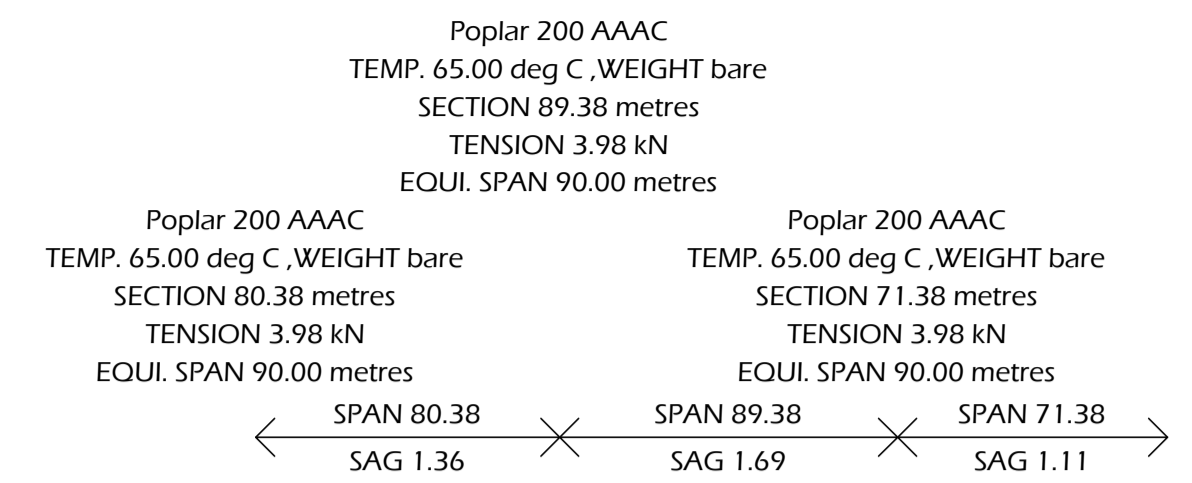 Poplar 200 AAAC
TEMP. 65.00 deg C ,WEIGHT bare
SECTION 89.38 metres
TENSION 3.98 kN
EQUI. SPAN 90.00 metres
Poplar 200 AAAC
TEMP. 65.00 deg C ,WEIGHT bare
SECTION 80.38 metres
TENSION 3.98 kN
EQUI. SPAN 90.00 metres
Poplar 200 AAAC
TEMP. 65.00 deg C ,WEIGHT bare
SECTION 71.38 metres
TENSION 3.98 kN
EQUI. SPAN 90.00 metres
SPAN 80.38
SAG 1.36
SPAN 89.38
SAG 1.69
SPAN 71.38
SAG 1.11